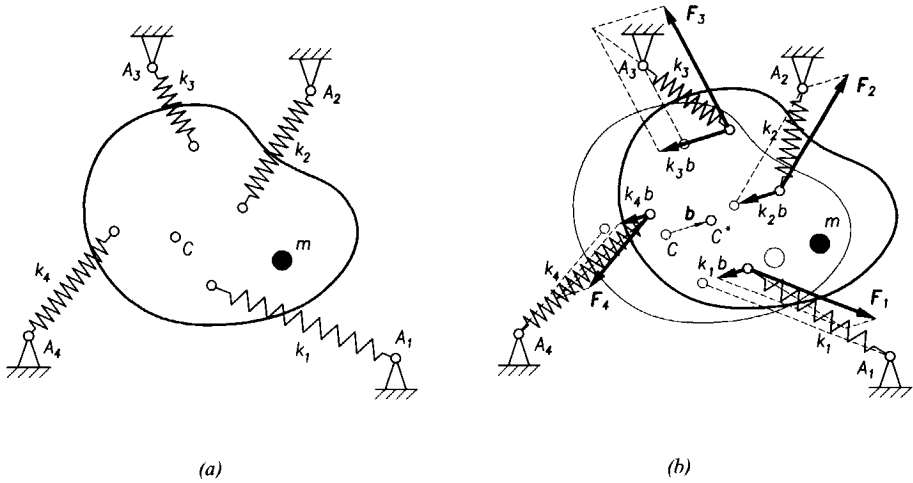 A₃
k₃
A₂
k₂
C
m
k₄
A₄
k₁
A₁
(a)
F₃
A₃
k₃
A₂
F₂
k₂
k₃b
k₄b
b
k₂b
C
C*
m
k₁b
k₄
F₄
F₁
k₁
A₄
A₁
(b)